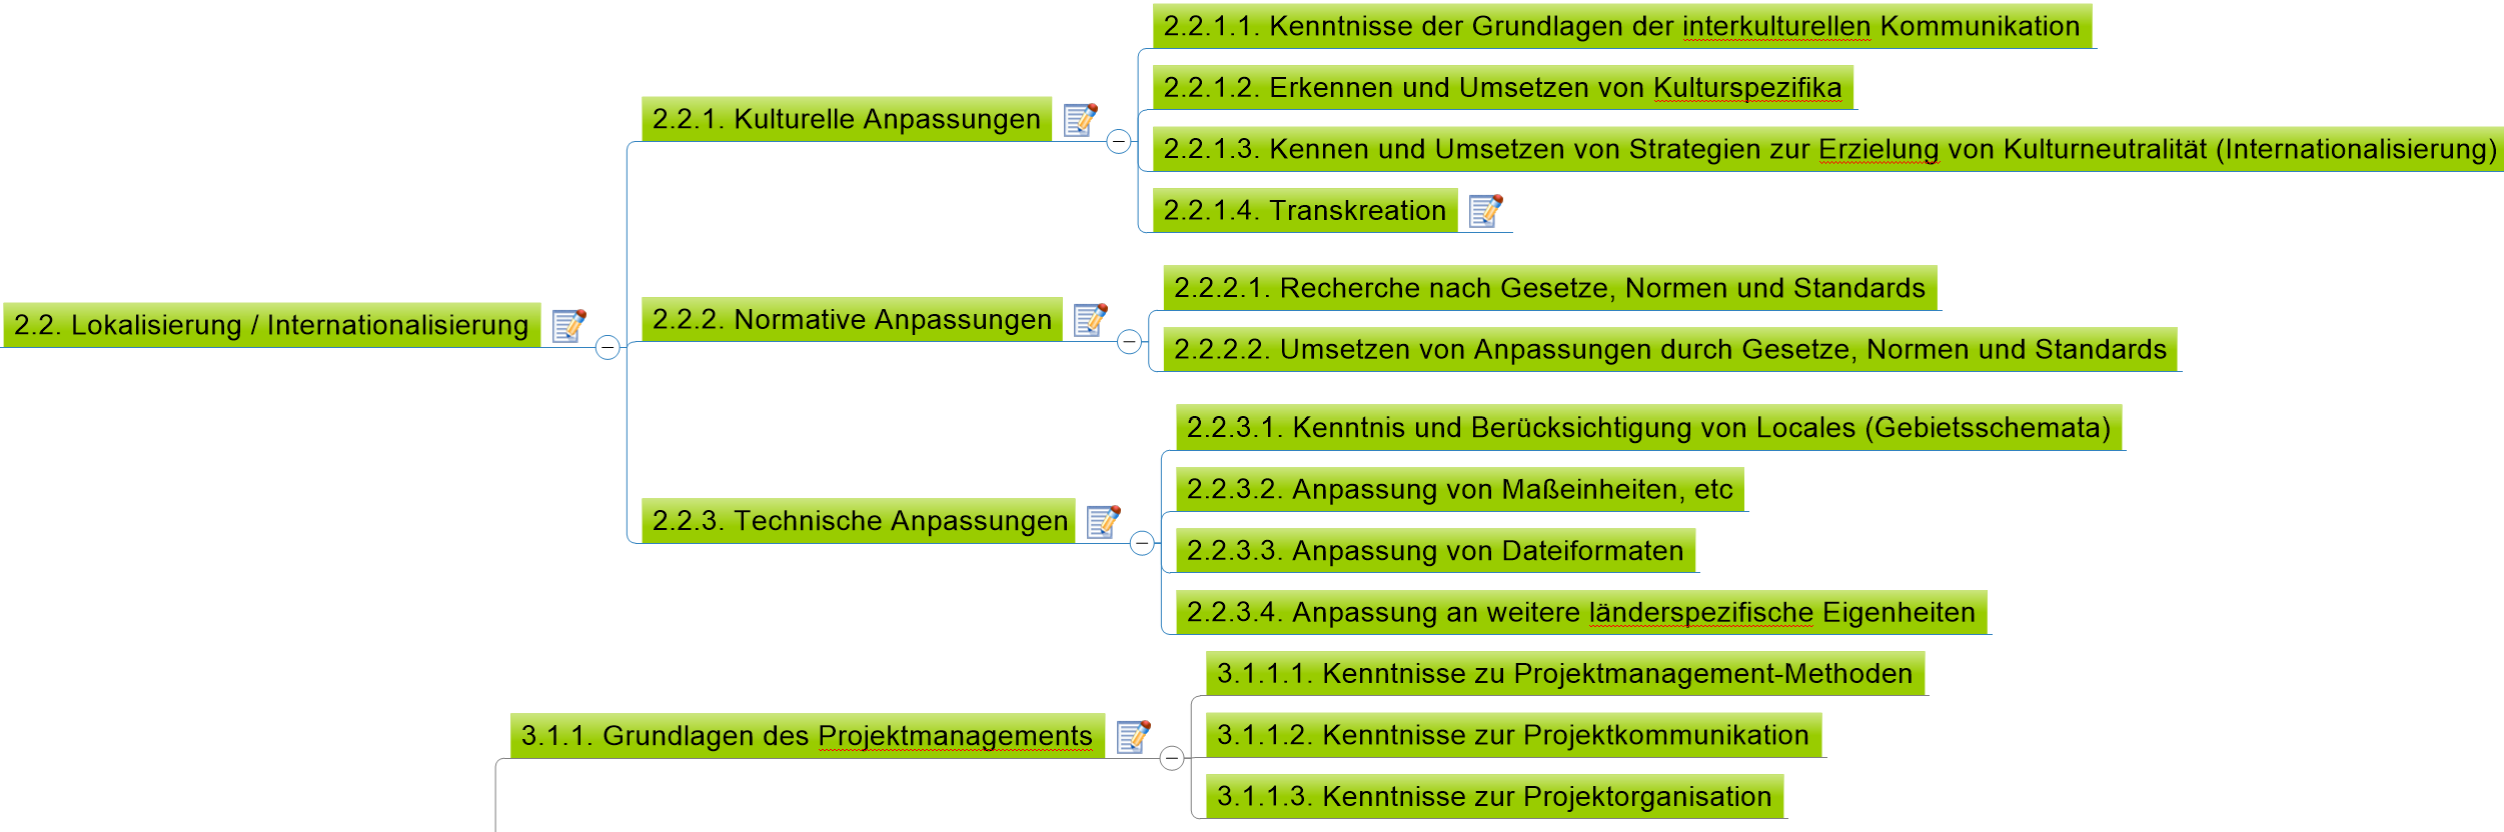 2.2. Lokalisierung / Internationalisierung
2.2.1. Kulturelle Anpassungen
2.2.1.1. Kenntnisse der Grundlagen der interkulturellen Kommunikation
2.2.1.2. Erkennen und Umsetzen von Kulturspezifika
2.2.1.3. Kennen und Umsetzen von Strategien zur Erzielung von Kulturneutralität (Internationalisierung)
2.2.1.4. Transkreation
2.2.2. Normative Anpassungen
2.2.2.1. Recherche nach Gesetze, Normen und Standards
2.2.2.2. Umsetzen von Anpassungen durch Gesetze, Normen und Standards
2.2.3. Technische Anpassungen
2.2.3.1. Kenntnis und Berücksichtigung von Locales (Gebietsschemata)
2.2.3.2. Anpassung von Maßeinheiten, etc
2.2.3.3. Anpassung von Dateiformaten
2.2.3.4. Anpassung an weitere länderspezifische Eigenheiten
3.1.1. Grundlagen des Projektmanagements
3.1.1.1. Kenntnisse zu Projektmanagement-Methoden
3.1.1.2. Kenntnisse zur Projektkommunikation
3.1.1.3. Kenntnisse zur Projektorganisation